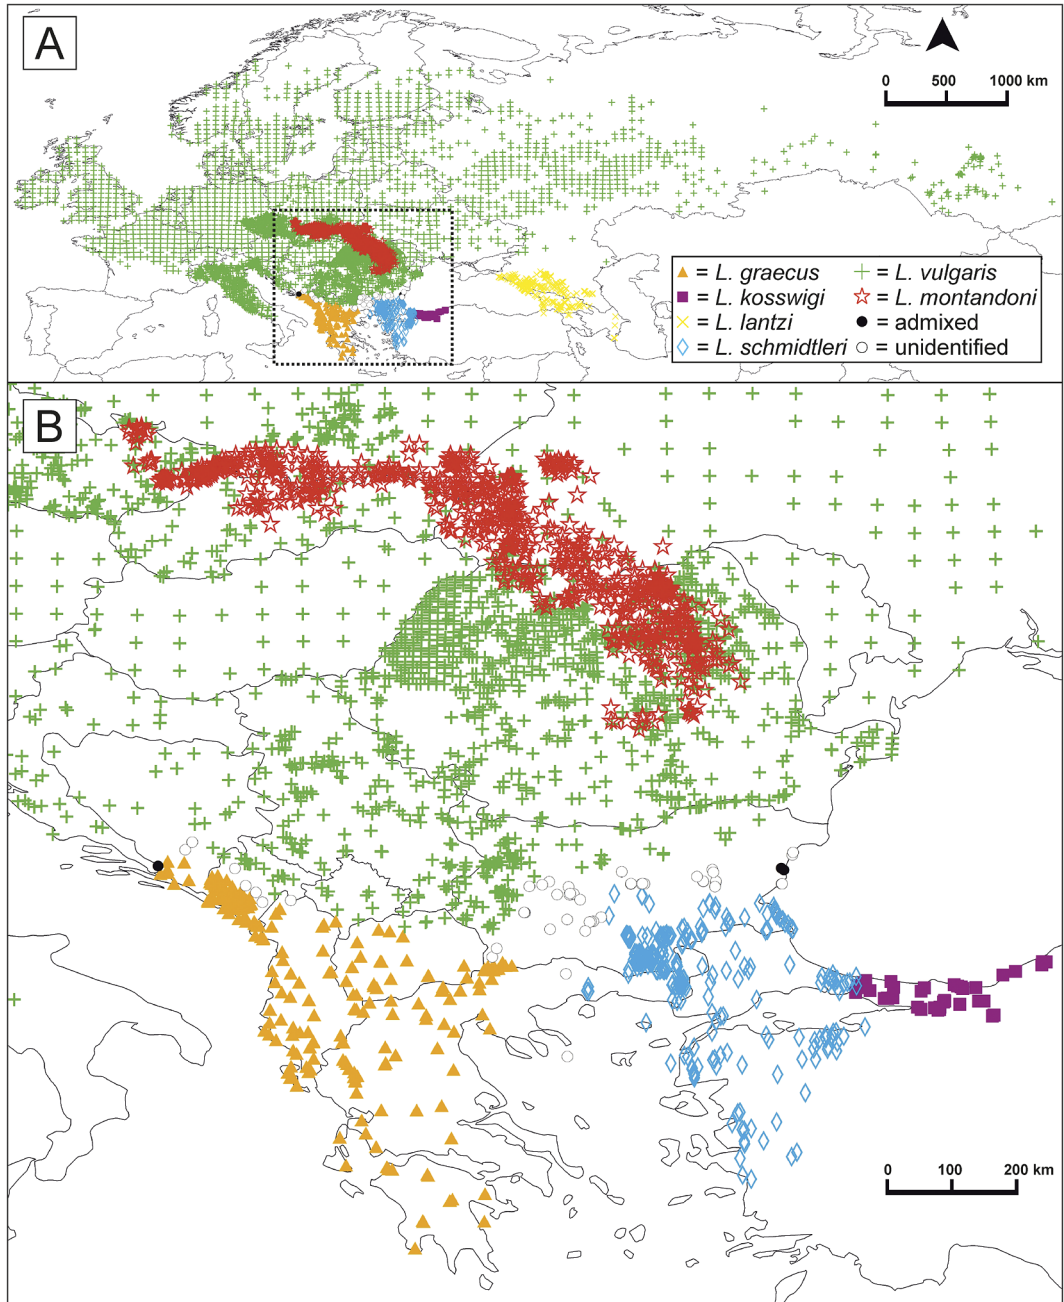 A
0 500 1000 km
▲ = L. graecus + = L. vulgaris
■ = L. kosswigi ☆ = L. montandoni
× = L. lantzi ● = admixed
◇ = L. schmidtleri ○ = unidentified
B
0 100 200 km